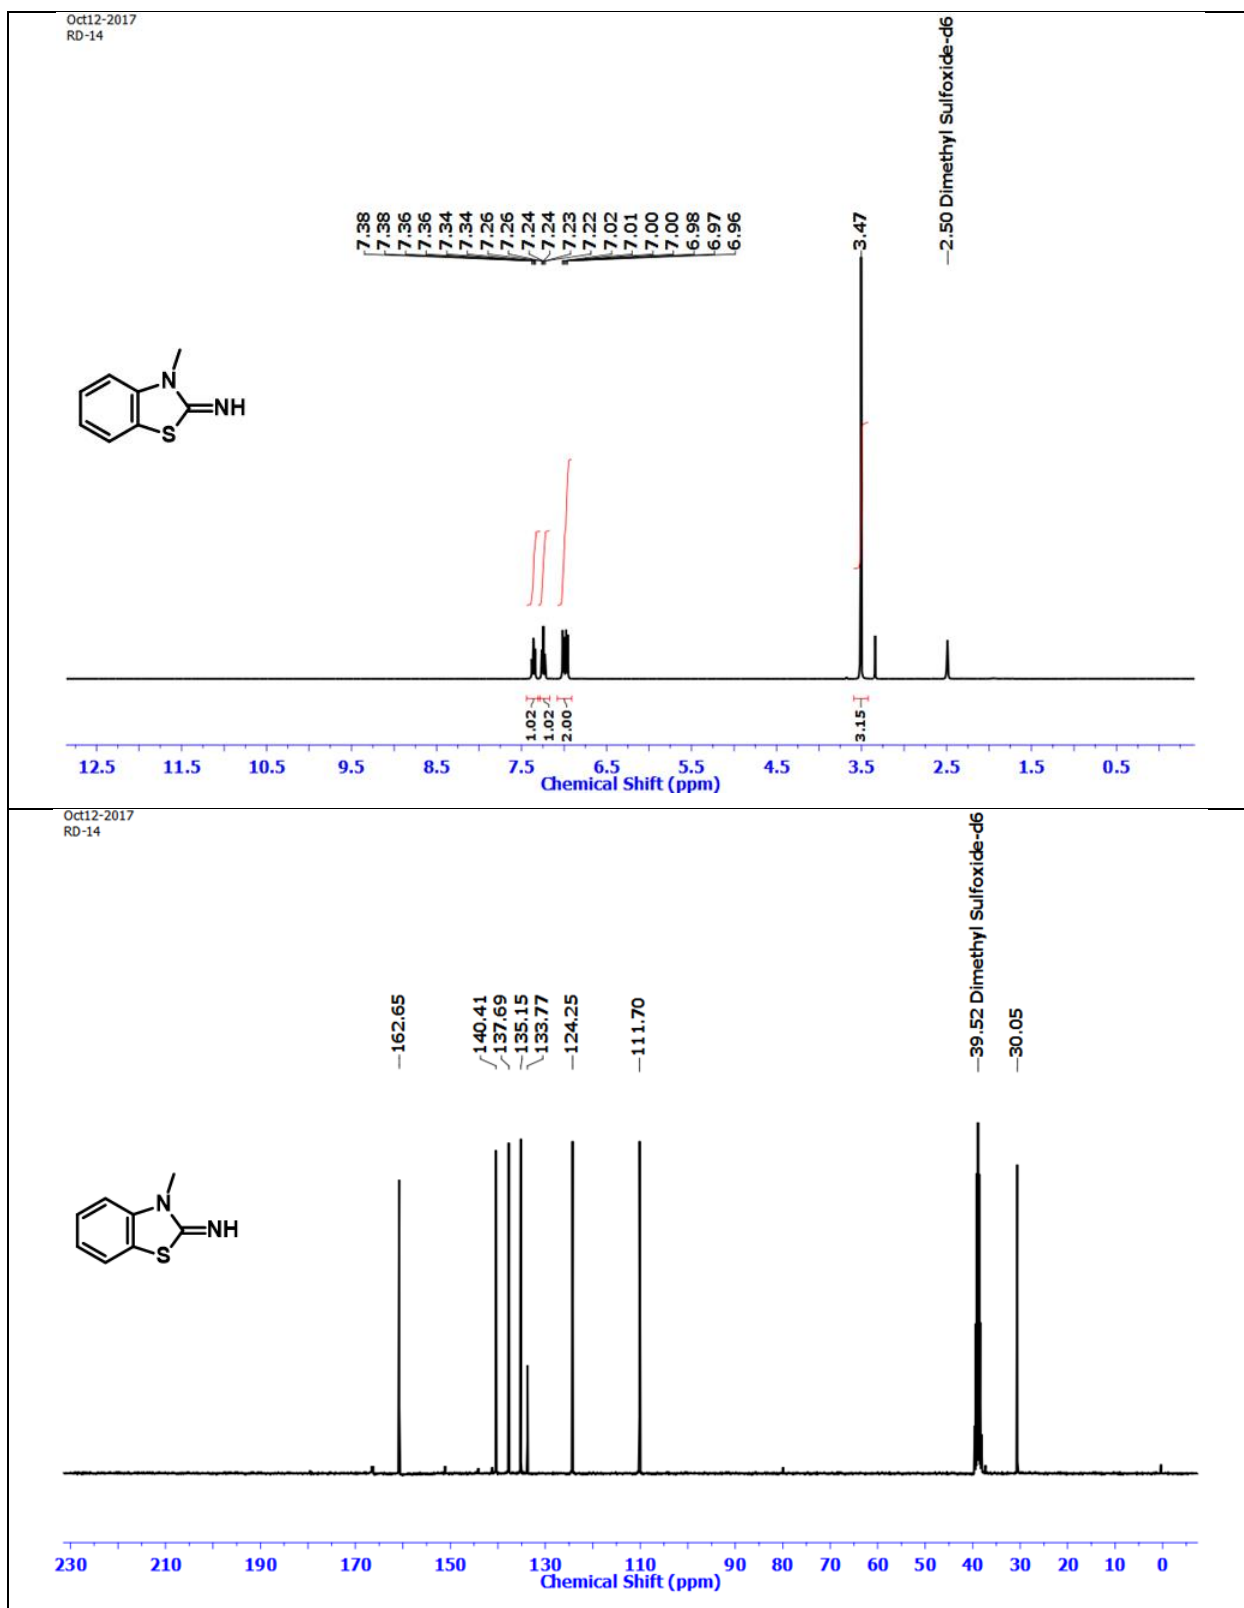 Oct12-2017
RD-14
7.38
7.38
7.36
7.36
7.34
7.34
7.26
7.26
7.24
7.24
7.23
7.22
7.02
7.01
7.00
7.00
6.98
6.97
6.96
3.47
2.50 Dimethyl Sulfoxide-d6
N
NH
S
1.02
1.02
2.00
3.15
12.5 11.5 10.5 9.5 8.5 7.5 6.5 5.5 4.5 3.5 2.5 1.5 0.5
Chemical Shift (ppm)
Oct12-2017
RD-14
162.65
140.41
137.69
135.15
133.77
124.25
111.70
39.52 Dimethyl Sulfoxide-d6
30.05
N
NH
S
230 210 190 170 150 130 110 90 80 70 60 50 40 30 20 10 0
Chemical Shift (ppm)